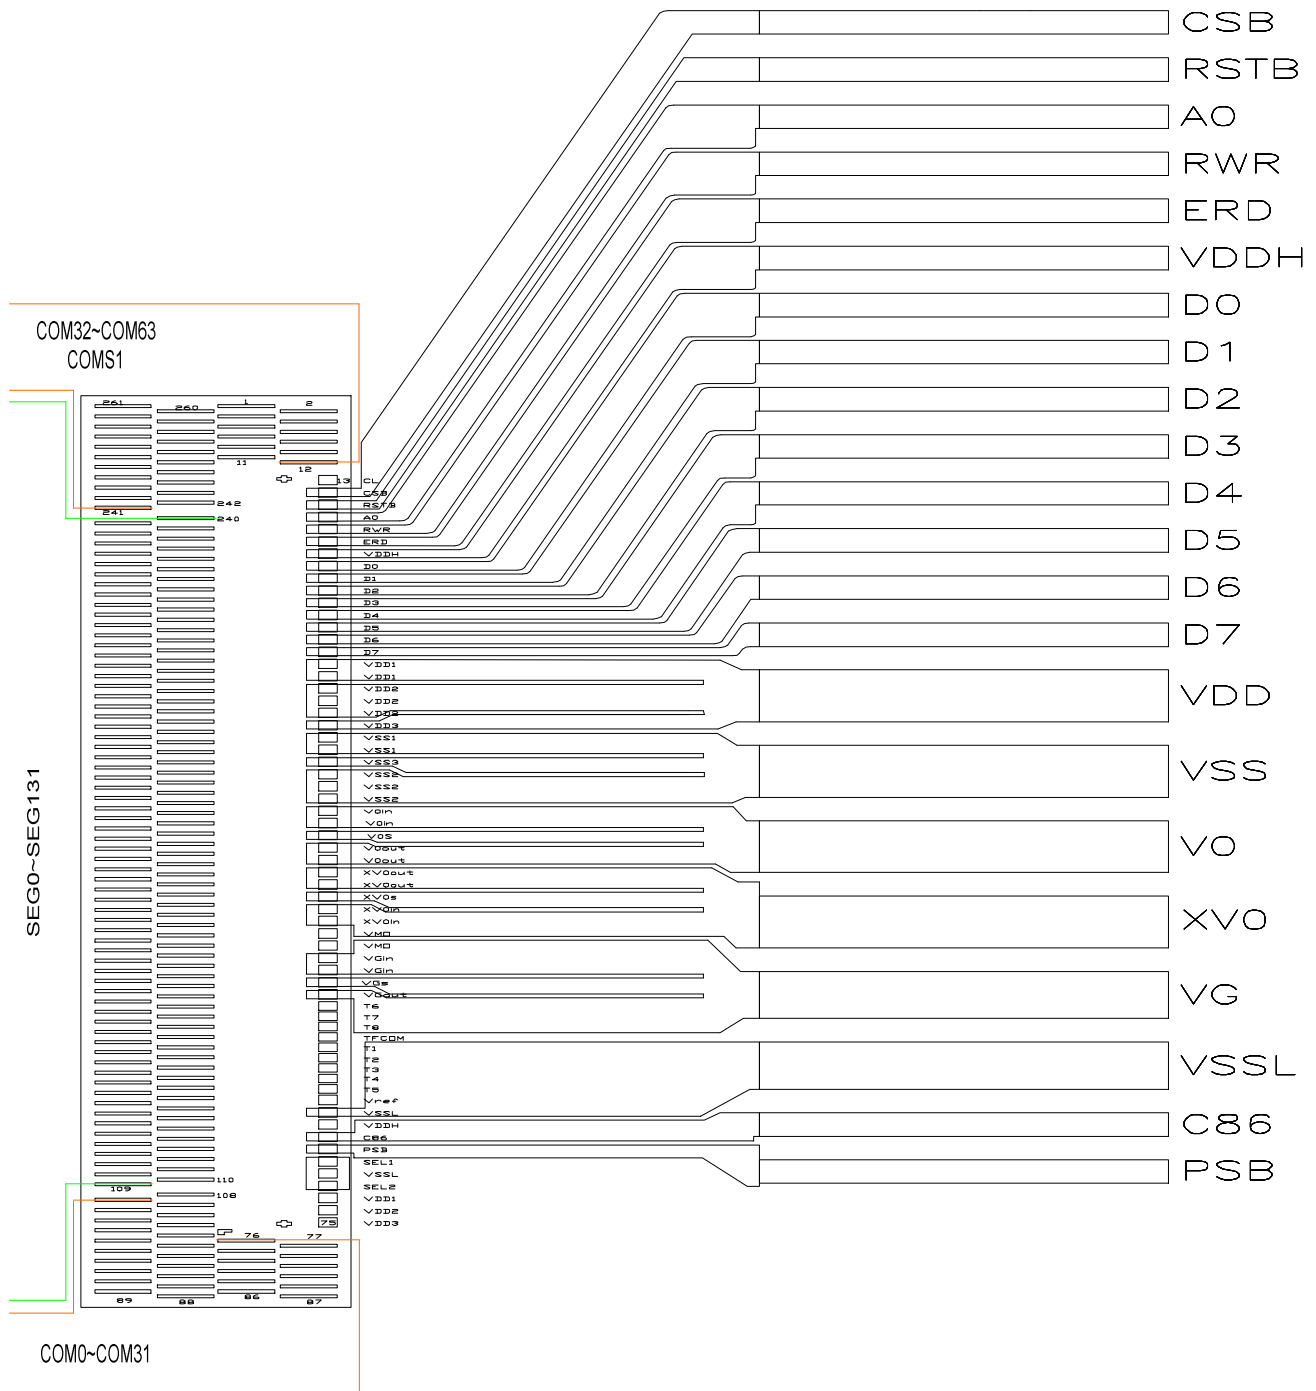 CSB
RSTB
A0
RWR
ERD
VDDH
D0
D1
D2
D3
D4
D5
D6
D7
VDD
VSS
V0
XV0
VG
VSSL
C86
PSB
COM32~COM63
COMS1
261
260
1
2
11
12
242
241
240
SEG0~SEG131
13 CL
CSB
RSTB
A0
RWR
ERD
VDDH
D0
D1
D2
D3
D4
D5
D6
D7
VDD1
VDD1
VDD2
VDD2
VDD2
VDD3
VSS1
VSS1
VSS3
VSS2
VSS2
VSS2
V0in
V0in
V0S
V0out
V0out
XV0out
XV0out
XV0s
XV0in
XV0in
VMO
VMO
VGin
VGin
VGs
VGout
T6
T7
T8
TFCOM
T1
T2
T3
T4
T5
Vref
VSSL
VDDH
C86
PSB
SEL1
VSSL
SEL2
VDD1
VDD2
75 VDD3
110
109
108
76
77
89
88
86
87
COM0~COM31